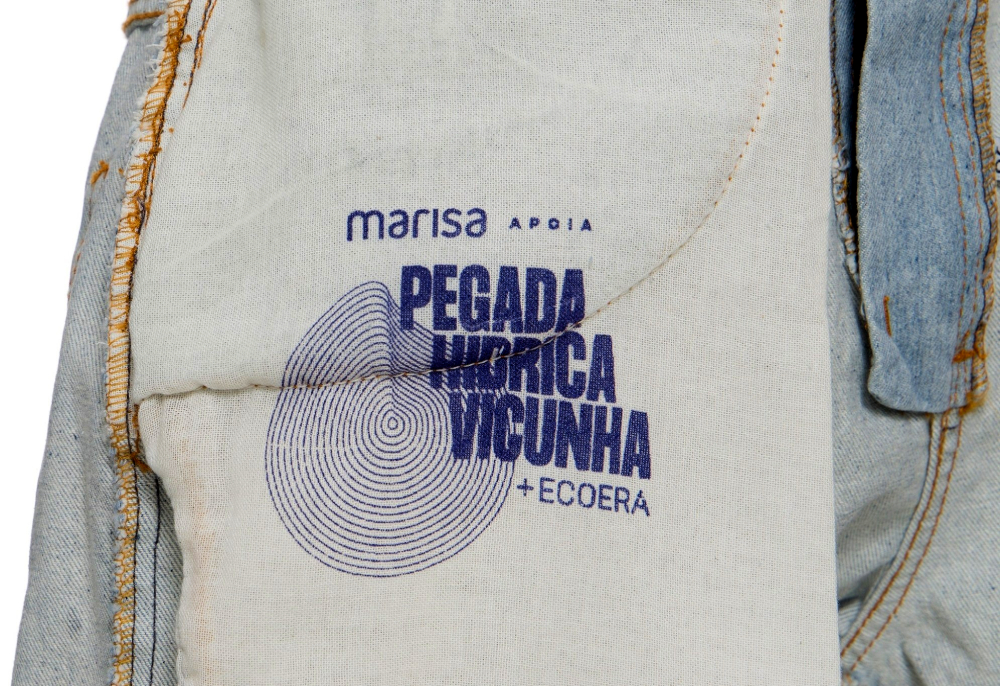 marisa APOIA
PEGADA
HIDRICA
VICUNHA
+ECOERA